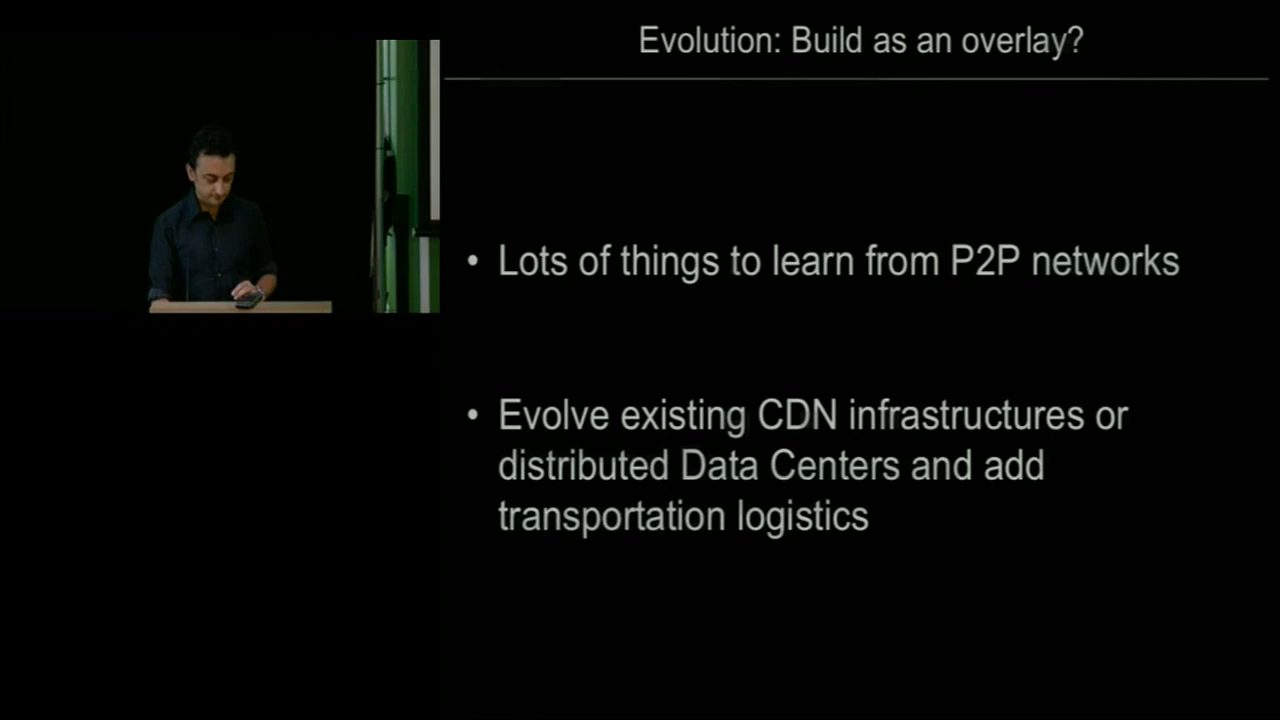 Evolution: Build as an overlay?
• Lots of things to learn from P2P networks
• Evolve existing CDN infrastructures or
distributed Data Centers and add
transportation logistics